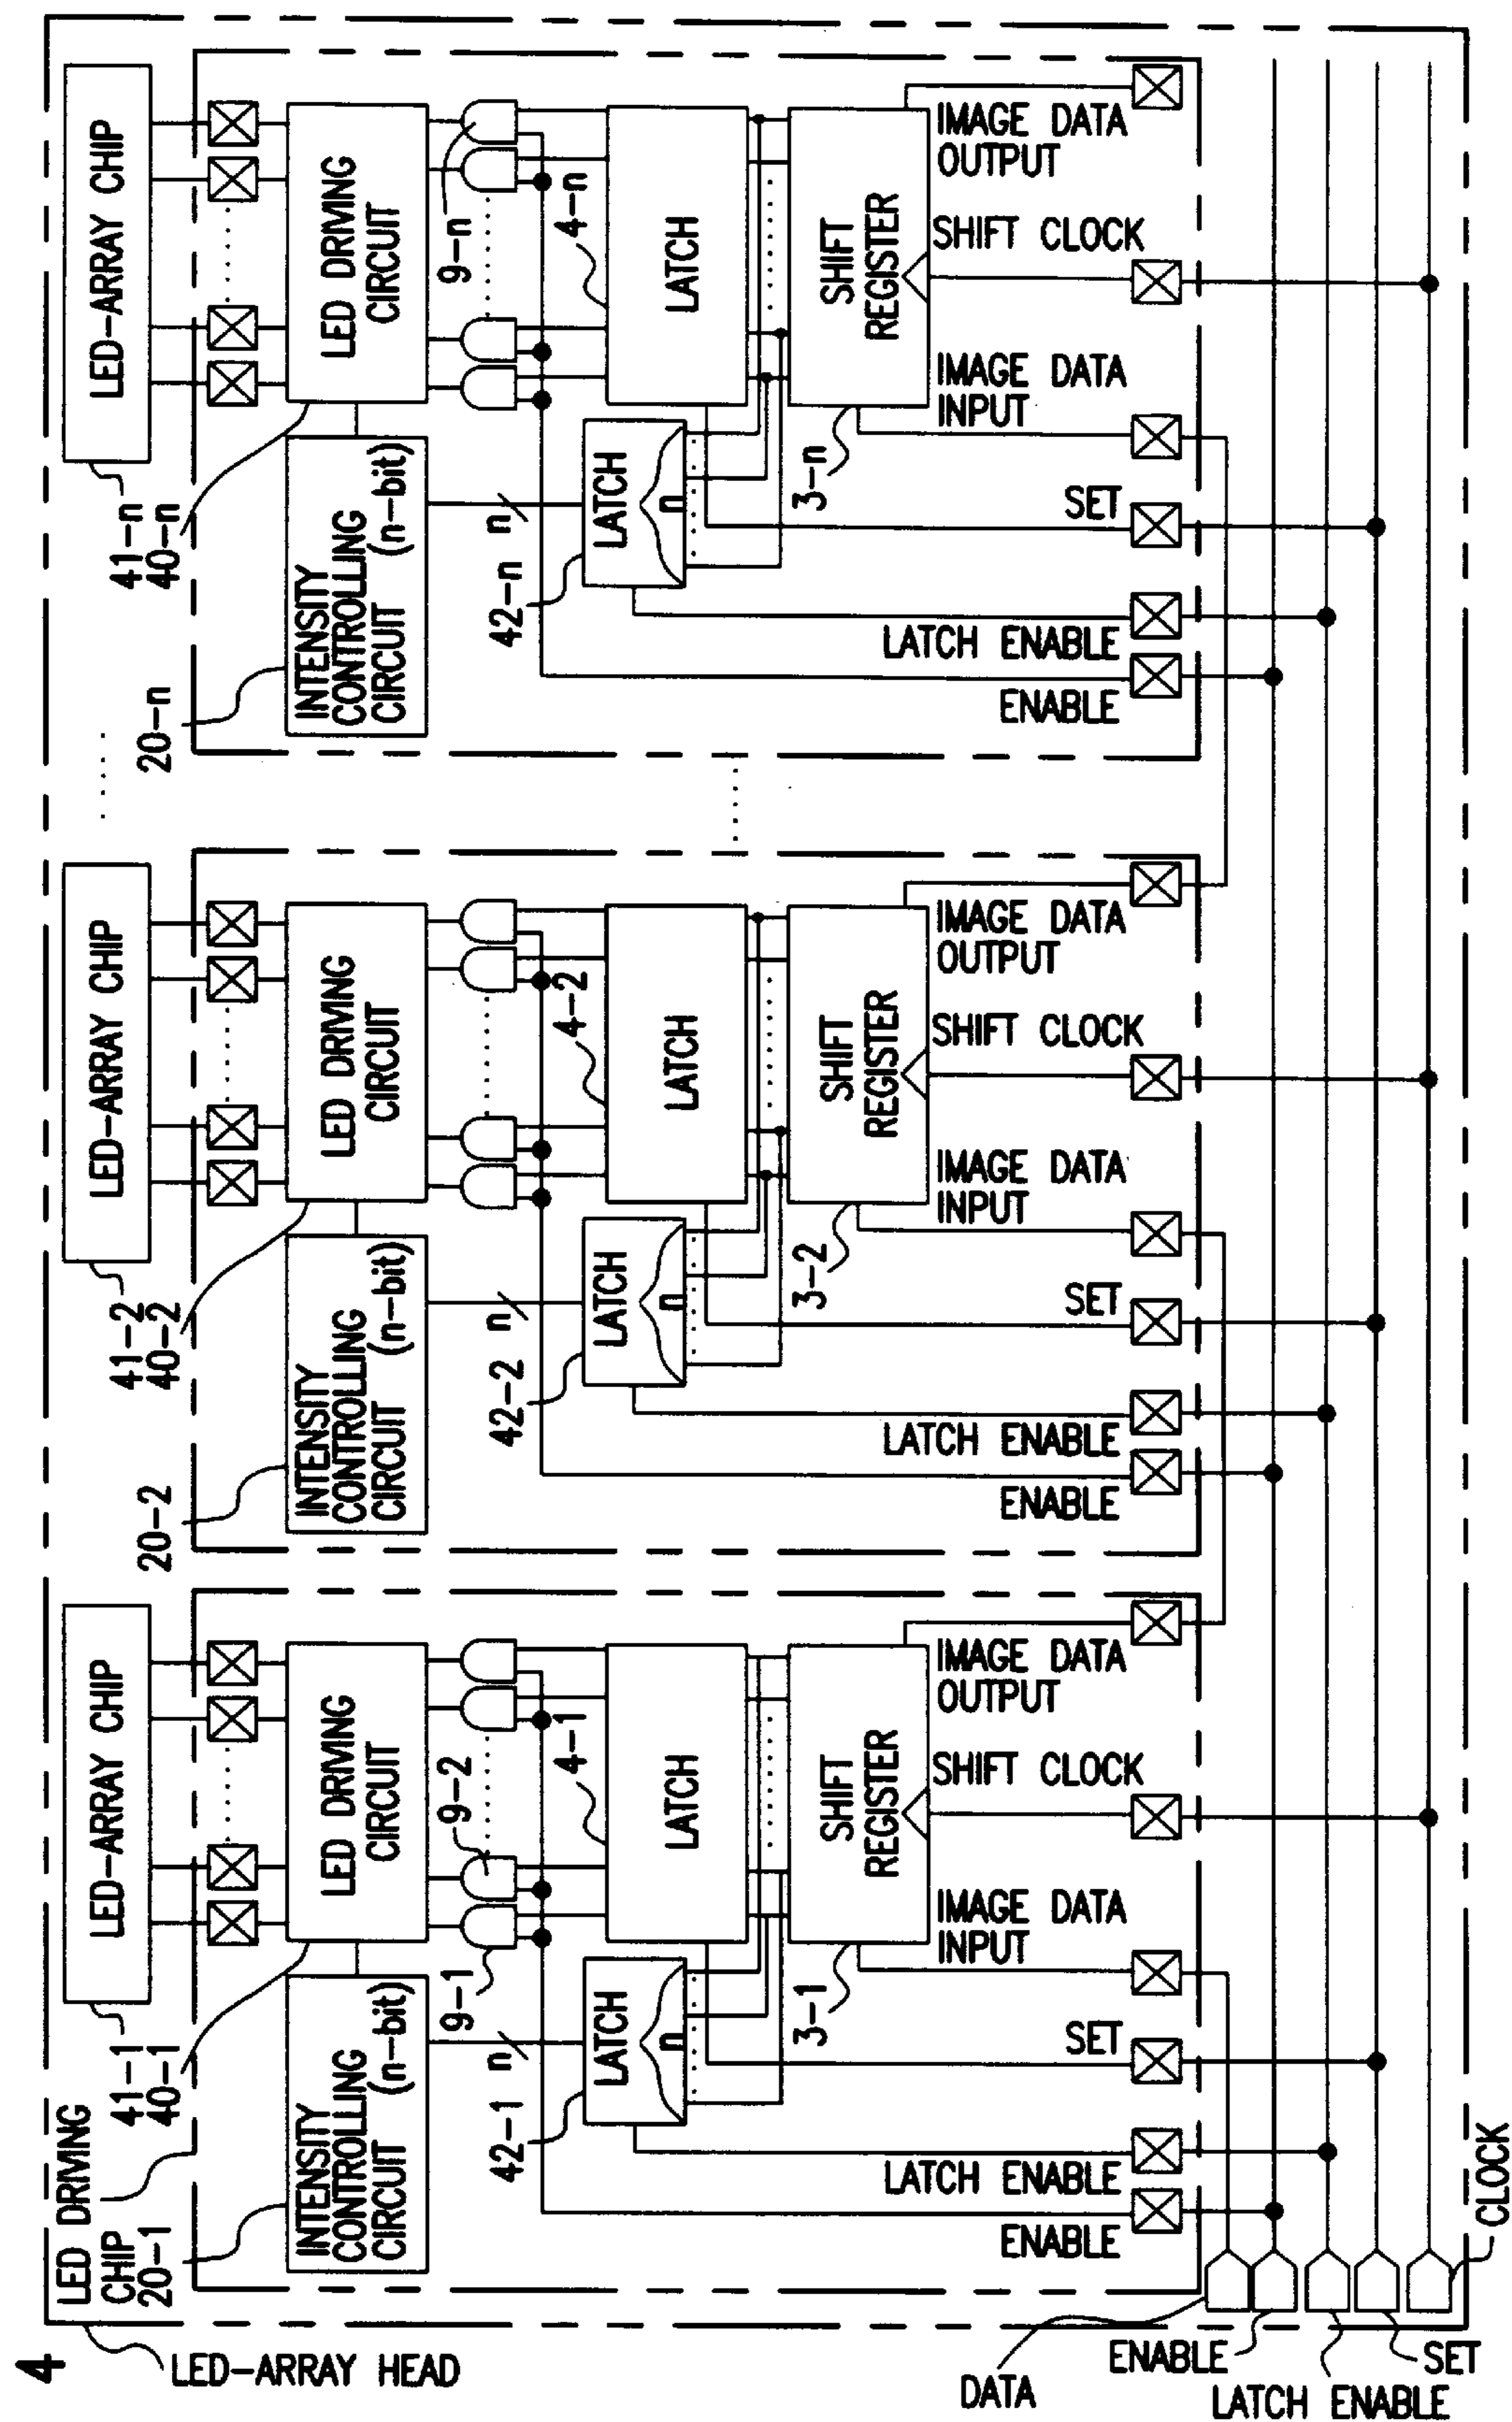 4
LED-ARRAY HEAD
LED DRIVING
CHIP
20-1
41-1
40-1
LED-ARRAY CHIP
INTENSITY
CONTROLLING
CIRCUIT (n-bit)
LED DRIVING
CIRCUIT
9-1
9-2
n
42-1
LATCH
n
4-1
LATCH
3-1
SHIFT
REGISTER
ENABLE
LATCH ENABLE
SET
IMAGE DATA
INPUT
SHIFT CLOCK
IMAGE DATA
OUTPUT
20-2
41-2
40-2
LED-ARRAY CHIP
INTENSITY
CONTROLLING
CIRCUIT (n-bit)
LED DRIVING
CIRCUIT
n
42-2
LATCH
n
4-2
LATCH
3-2
SHIFT
REGISTER
ENABLE
LATCH ENABLE
SET
IMAGE DATA
INPUT
SHIFT CLOCK
IMAGE DATA
OUTPUT
20-n
41-n
40-n
LED-ARRAY CHIP
INTENSITY
CONTROLLING
CIRCUIT (n-bit)
LED DRIVING
CIRCUIT
9-n
n
42-n
LATCH
n
4-n
LATCH
3-n
SHIFT
REGISTER
ENABLE
LATCH ENABLE
SET
IMAGE DATA
INPUT
SHIFT CLOCK
IMAGE DATA
OUTPUT
DATA
ENABLE
LATCH ENABLE
SET
CLOCK